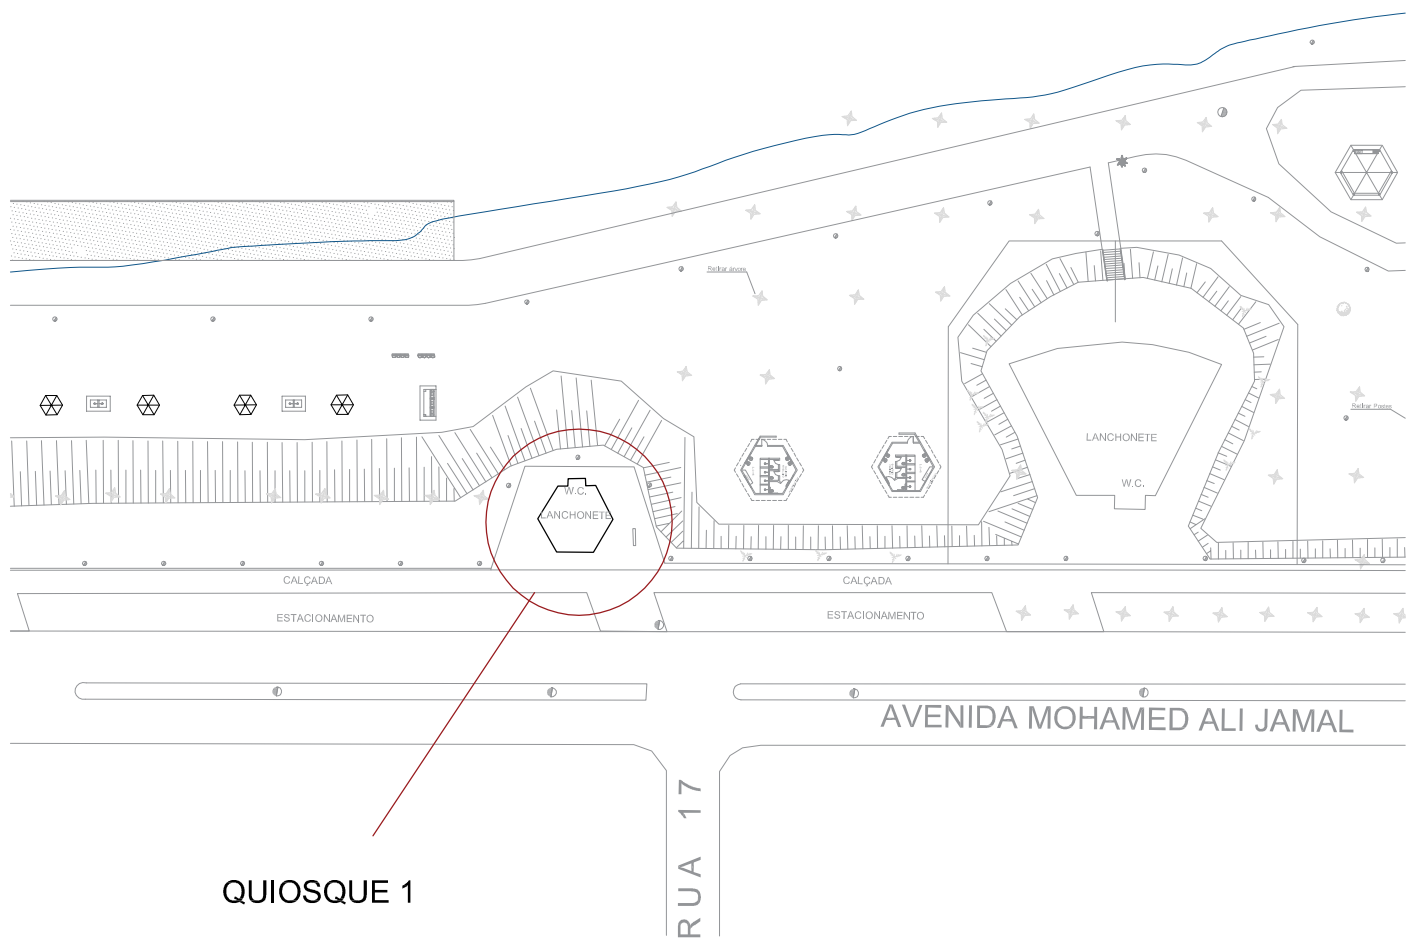 Retirar árvore
Retirar Postes
LANCHONETE
W.C.
W.C.
LANCHONETE
CALÇADA
CALÇADA
ESTACIONAMENTO
ESTACIONAMENTO
AVENIDA MOHAMED ALI JAMAL
RUA 17
QUIOSQUE 1